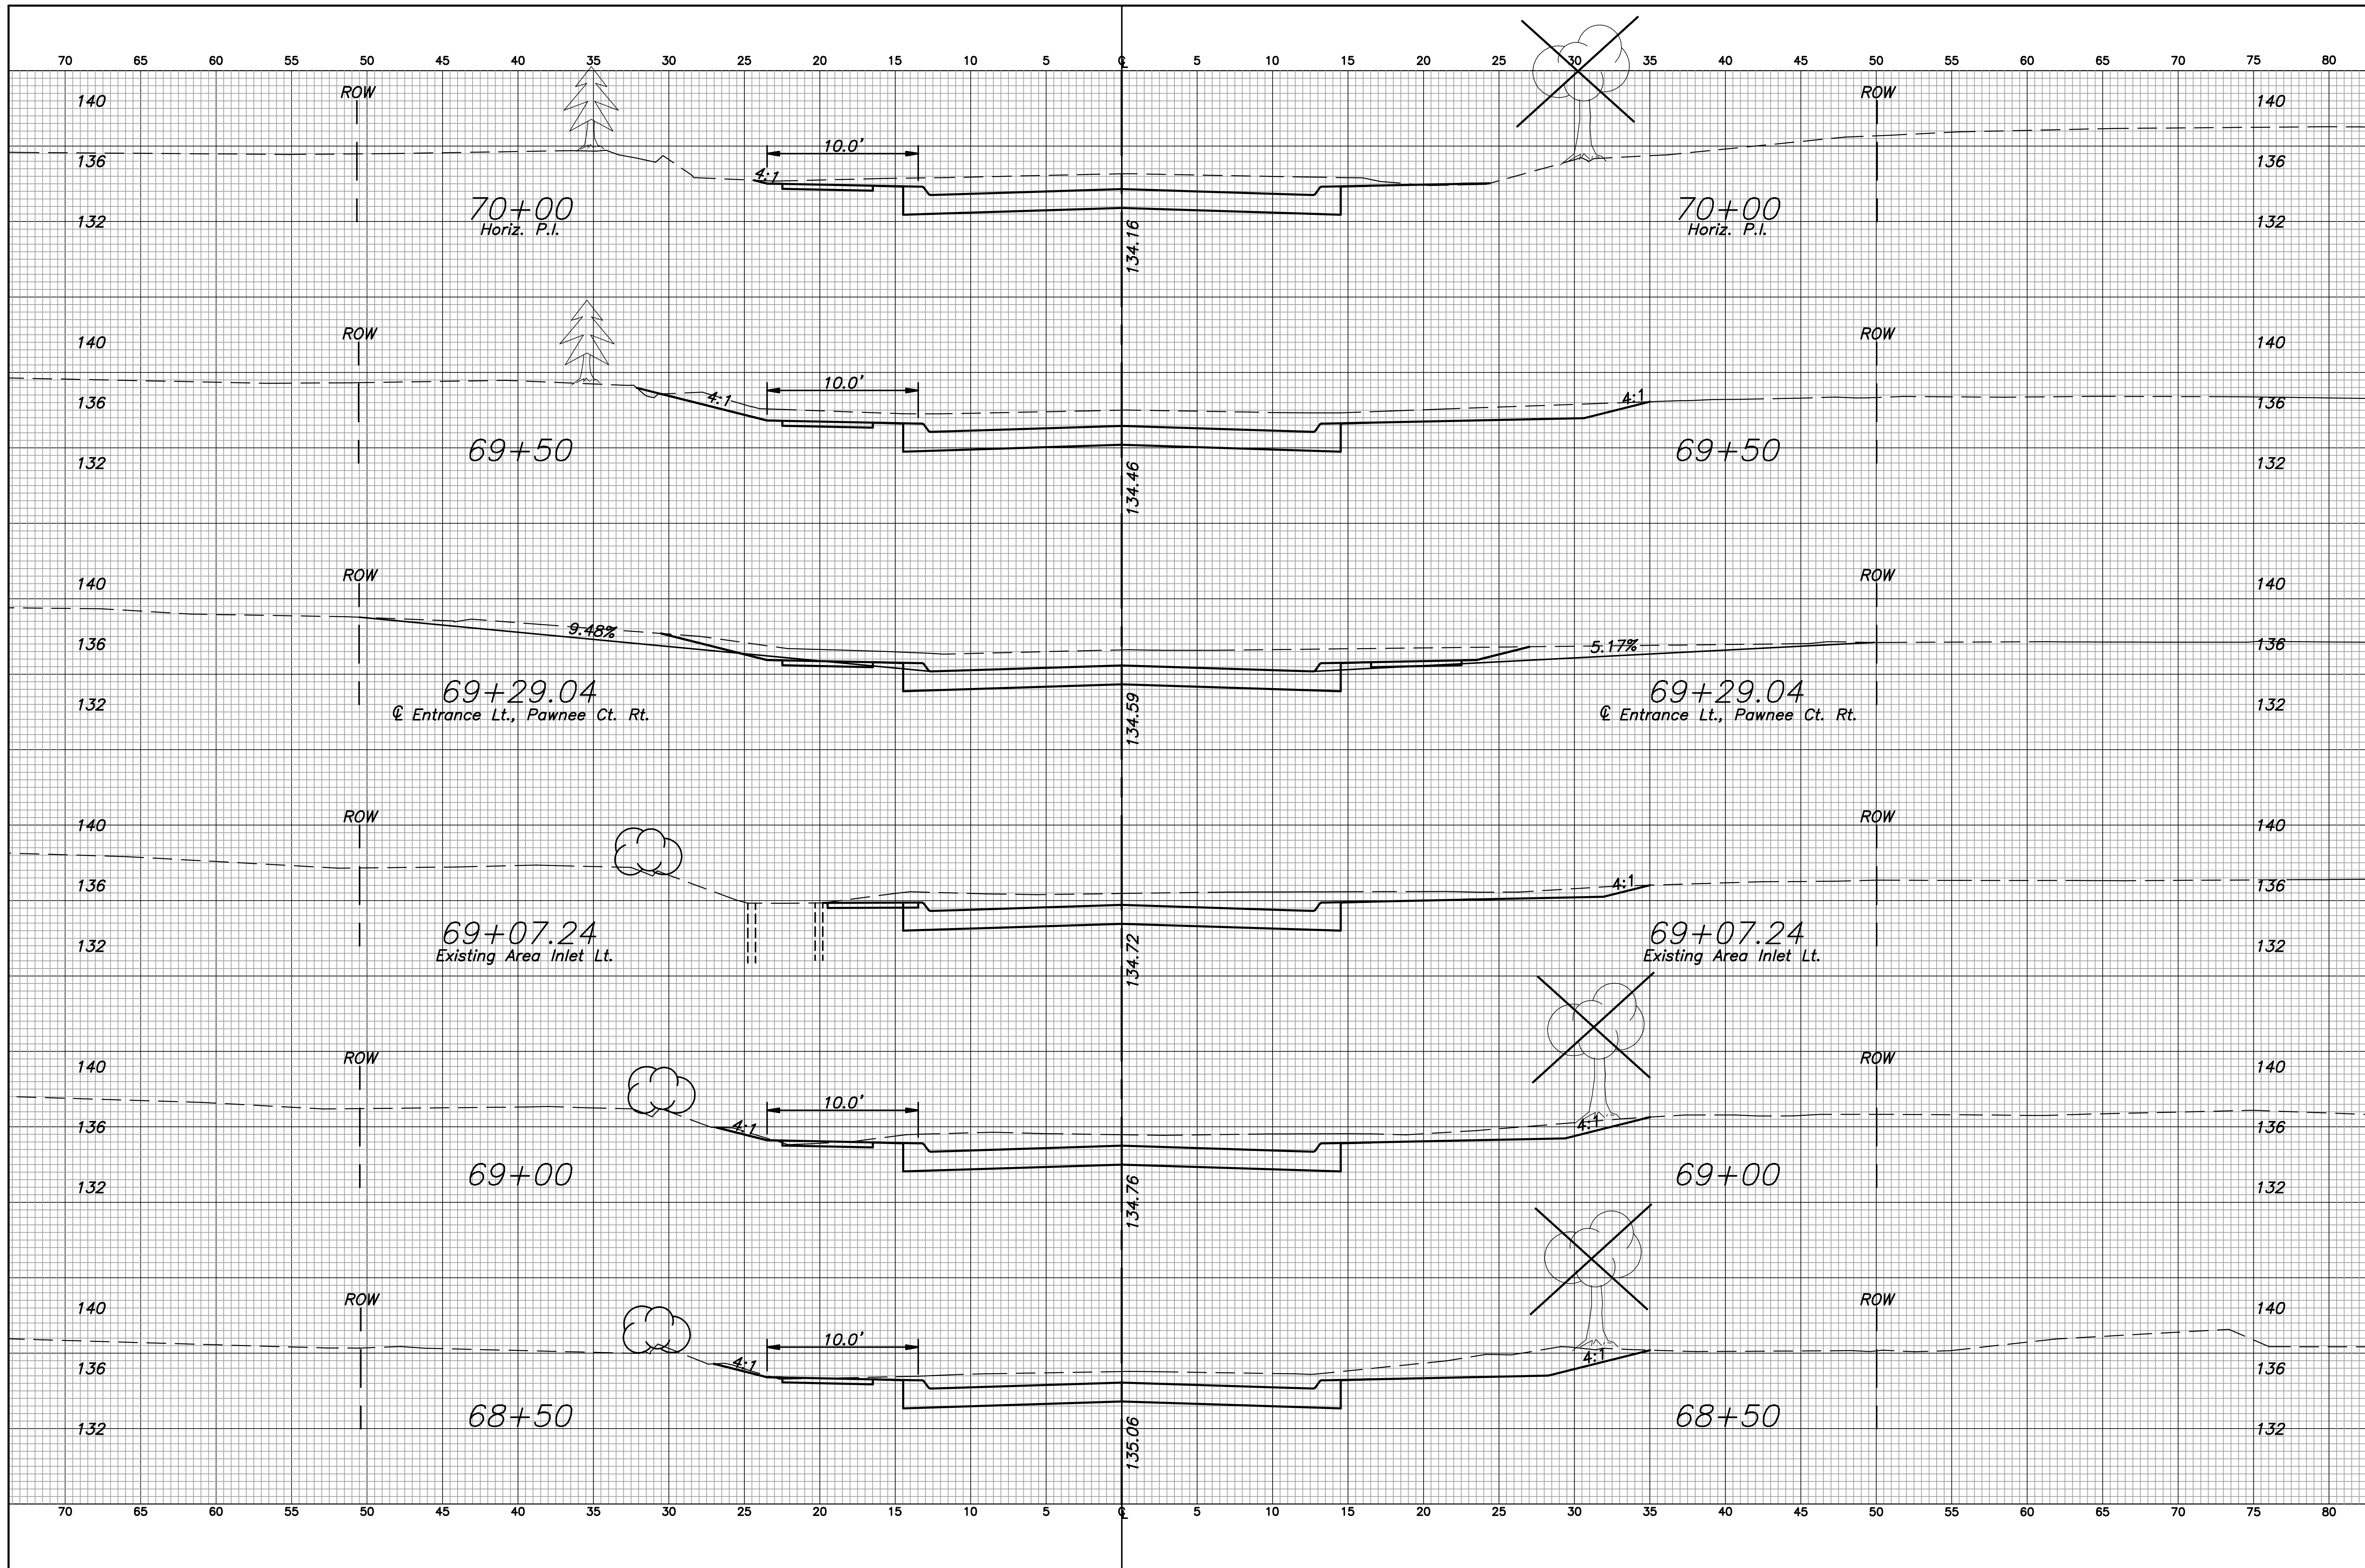 70 65 60 55 50 45 40 35 30 25 20 15 10 5 ℄ 5 10 15 20 25 30 35 40 45 50 55 60 65 70 75 80
140 ROW ROW 140
10.0'
136 4:1 136
70+00 70+00
132 Horiz. P.I. Horiz. P.I. 132
134.16
140 ROW ROW 140
10.0'
136 4:1 4:1 136
69+50 69+50
132 132
134.46
140 ROW ROW 140
9.48%
136 5.17% 136
69+29.04 69+29.04
132 ℄ Entrance Lt., Pawnee Ct. Rt. ℄ Entrance Lt., Pawnee Ct. Rt. 132
134.59
140 ROW ROW 140
136 4:1 136
69+07.24 69+07.24
132 Existing Area Inlet Lt. Existing Area Inlet Lt. 132
134.72
140 ROW ROW 140
10.0'
136 4:1 4:1 136
69+00 69+00
132 132
134.76
140 ROW ROW 140
10.0'
136 4:1 4:1 136
68+50 68+50
132 132
135.06
70 65 60 55 50 45 40 35 30 25 20 15 10 5 ℄ 5 10 15 20 25 30 35 40 45 50 55 60 65 70 75 80